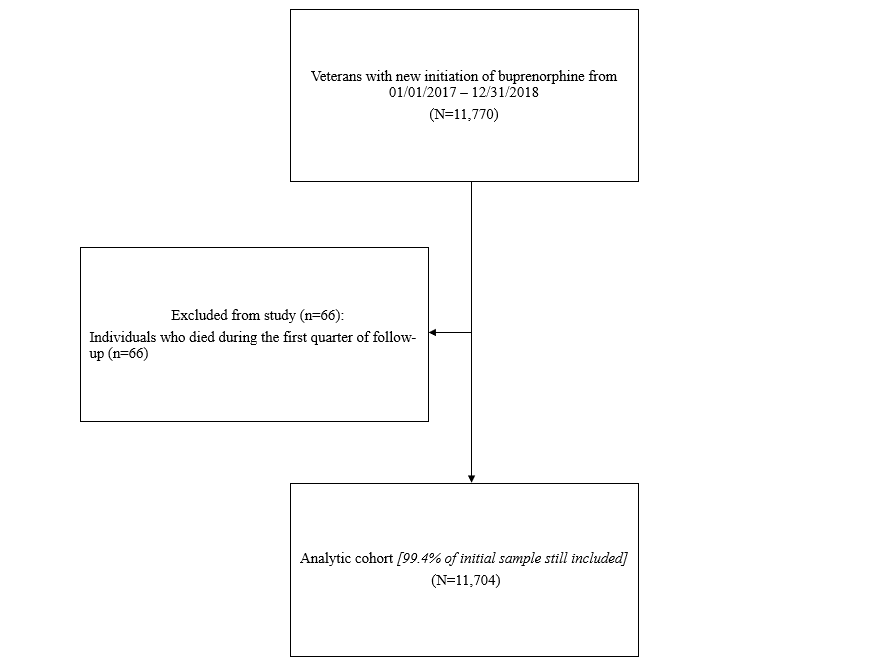 Veterans with new initiation of buprenorphine from
01/01/2017 – 12/31/2018
(N=11,770)
Excluded from study (n=66):
Individuals who died during the first quarter of follow-
up (n=66)
Analytic cohort [99.4% of initial sample still included]
(N=11,704)